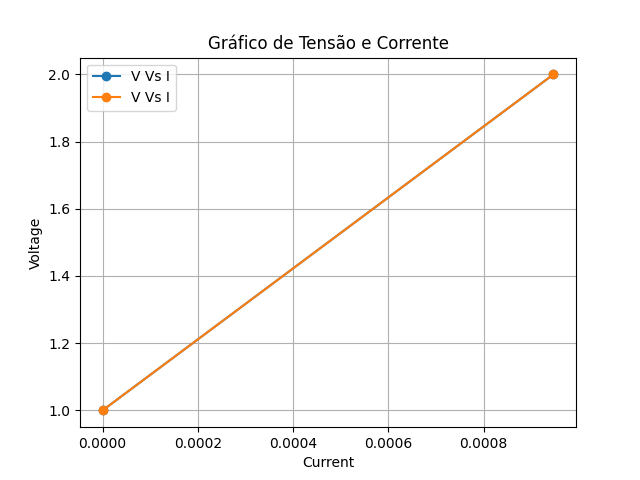 Gráfico de Tensão e Corrente
V Vs I
V Vs I
2.0
1.8
1.6
1.4
1.2
1.0
Voltage
0.0000 0.0002 0.0004 0.0006 0.0008
Current